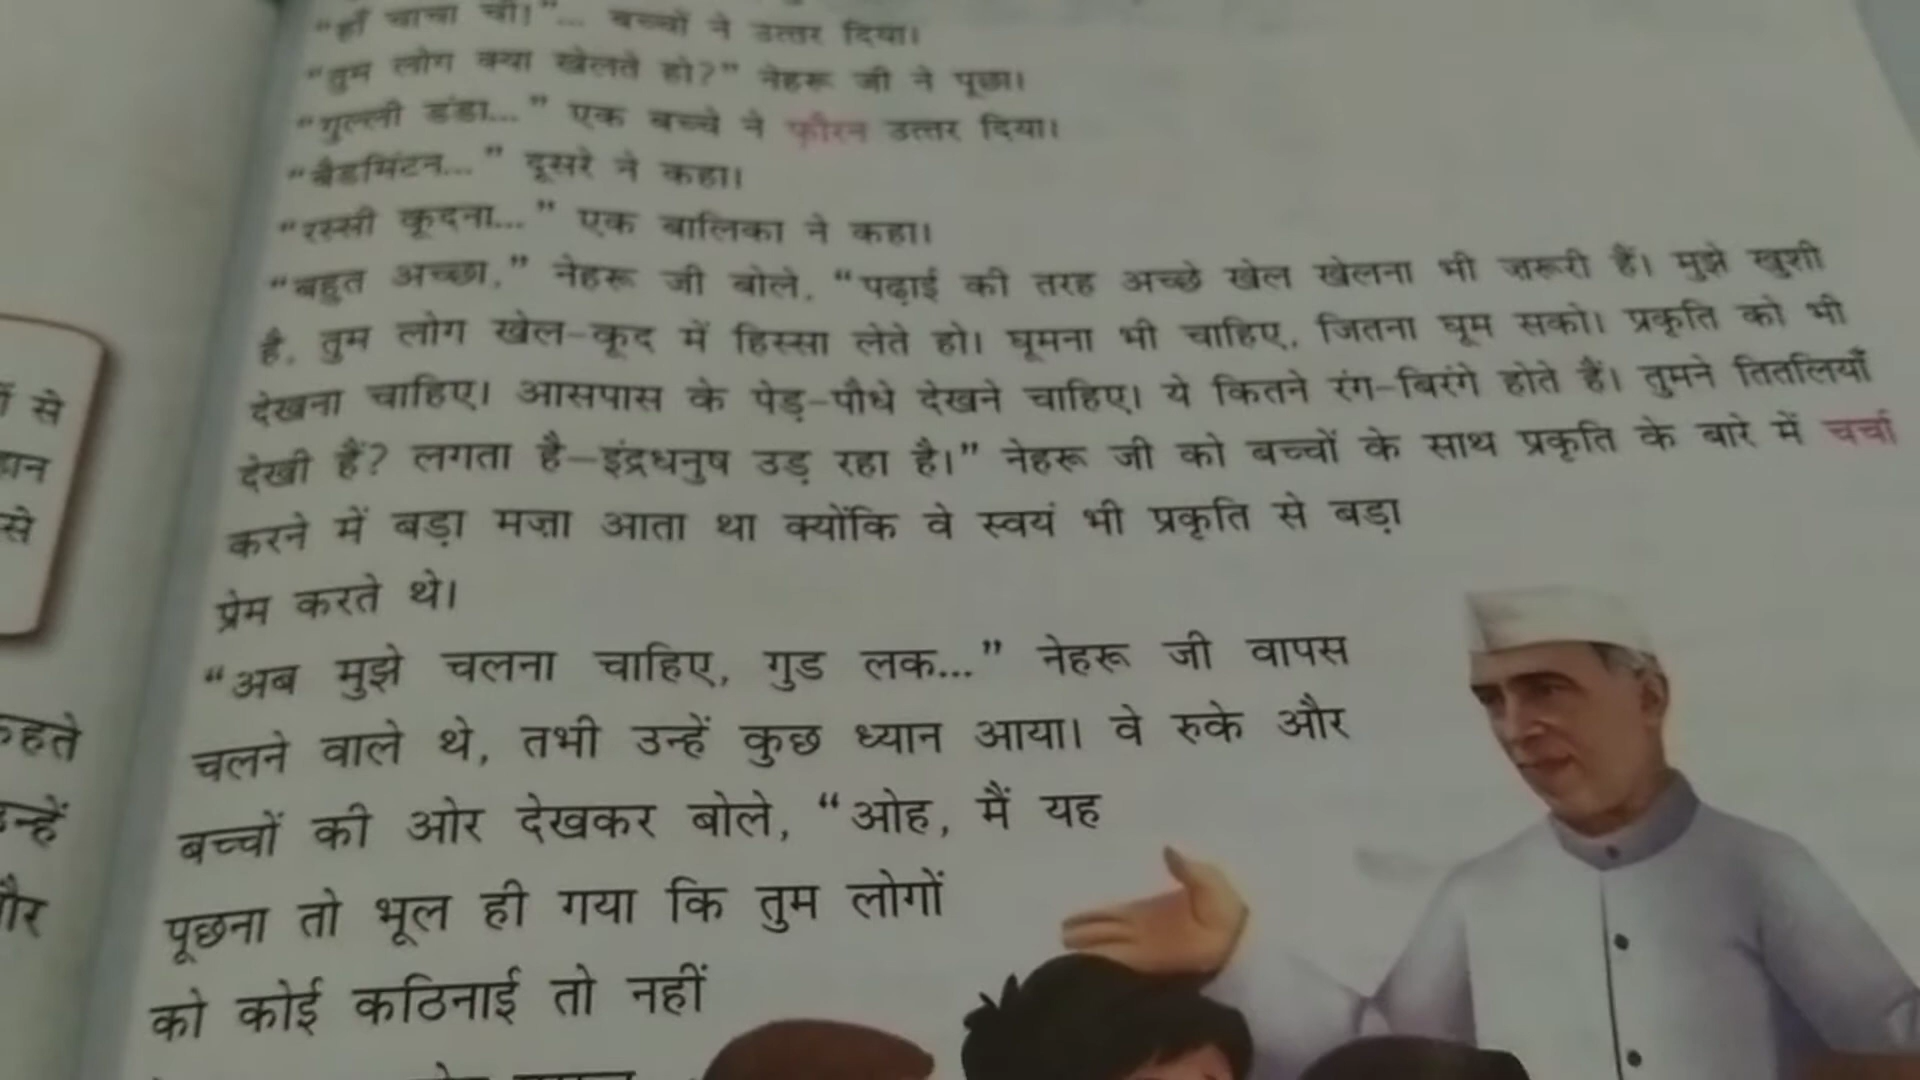 "हाँ चाचा जी!"... बच्चों ने उत्तर दिया।
"तुम लोग क्या खेलते हो?" नेहरू जी ने पूछा।
"गुल्ली डंडा..." एक बच्चे ने फ़ौरन उत्तर दिया।
"बैडमिंटन..." दूसरे ने कहा।
"रस्सी कूदना..." एक बालिका ने कहा।
"बहुत अच्छा," नेहरू जी बोले, "पढ़ाई की तरह अच्छे खेल खेलना भी ज़रूरी हैं। मुझे खुशी
है, तुम लोग खेल-कूद में हिस्सा लेते हो। घूमना भी चाहिए, जितना घूम सको। प्रकृति को भी
देखना चाहिए। आसपास के पेड़-पौधे देखने चाहिए। ये कितने रंग-बिरंगे होते हैं। तुमने तितलियाँ
देखी हैं? लगता है—इंद्रधनुष उड़ रहा है।" नेहरू जी को बच्चों के साथ प्रकृति के बारे में चर्चा
करने में बड़ा मज़ा आता था क्योंकि वे स्वयं भी प्रकृति से बड़ा
प्रेम करते थे।
"अब मुझे चलना चाहिए, गुड लक..." नेहरू जी वापस
चलने वाले थे, तभी उन्हें कुछ ध्यान आया। वे रुके और
बच्चों की ओर देखकर बोले, "ओह, मैं यह
पूछना तो भूल ही गया कि तुम लोगों
को कोई कठिनाई तो नहीं
से
से